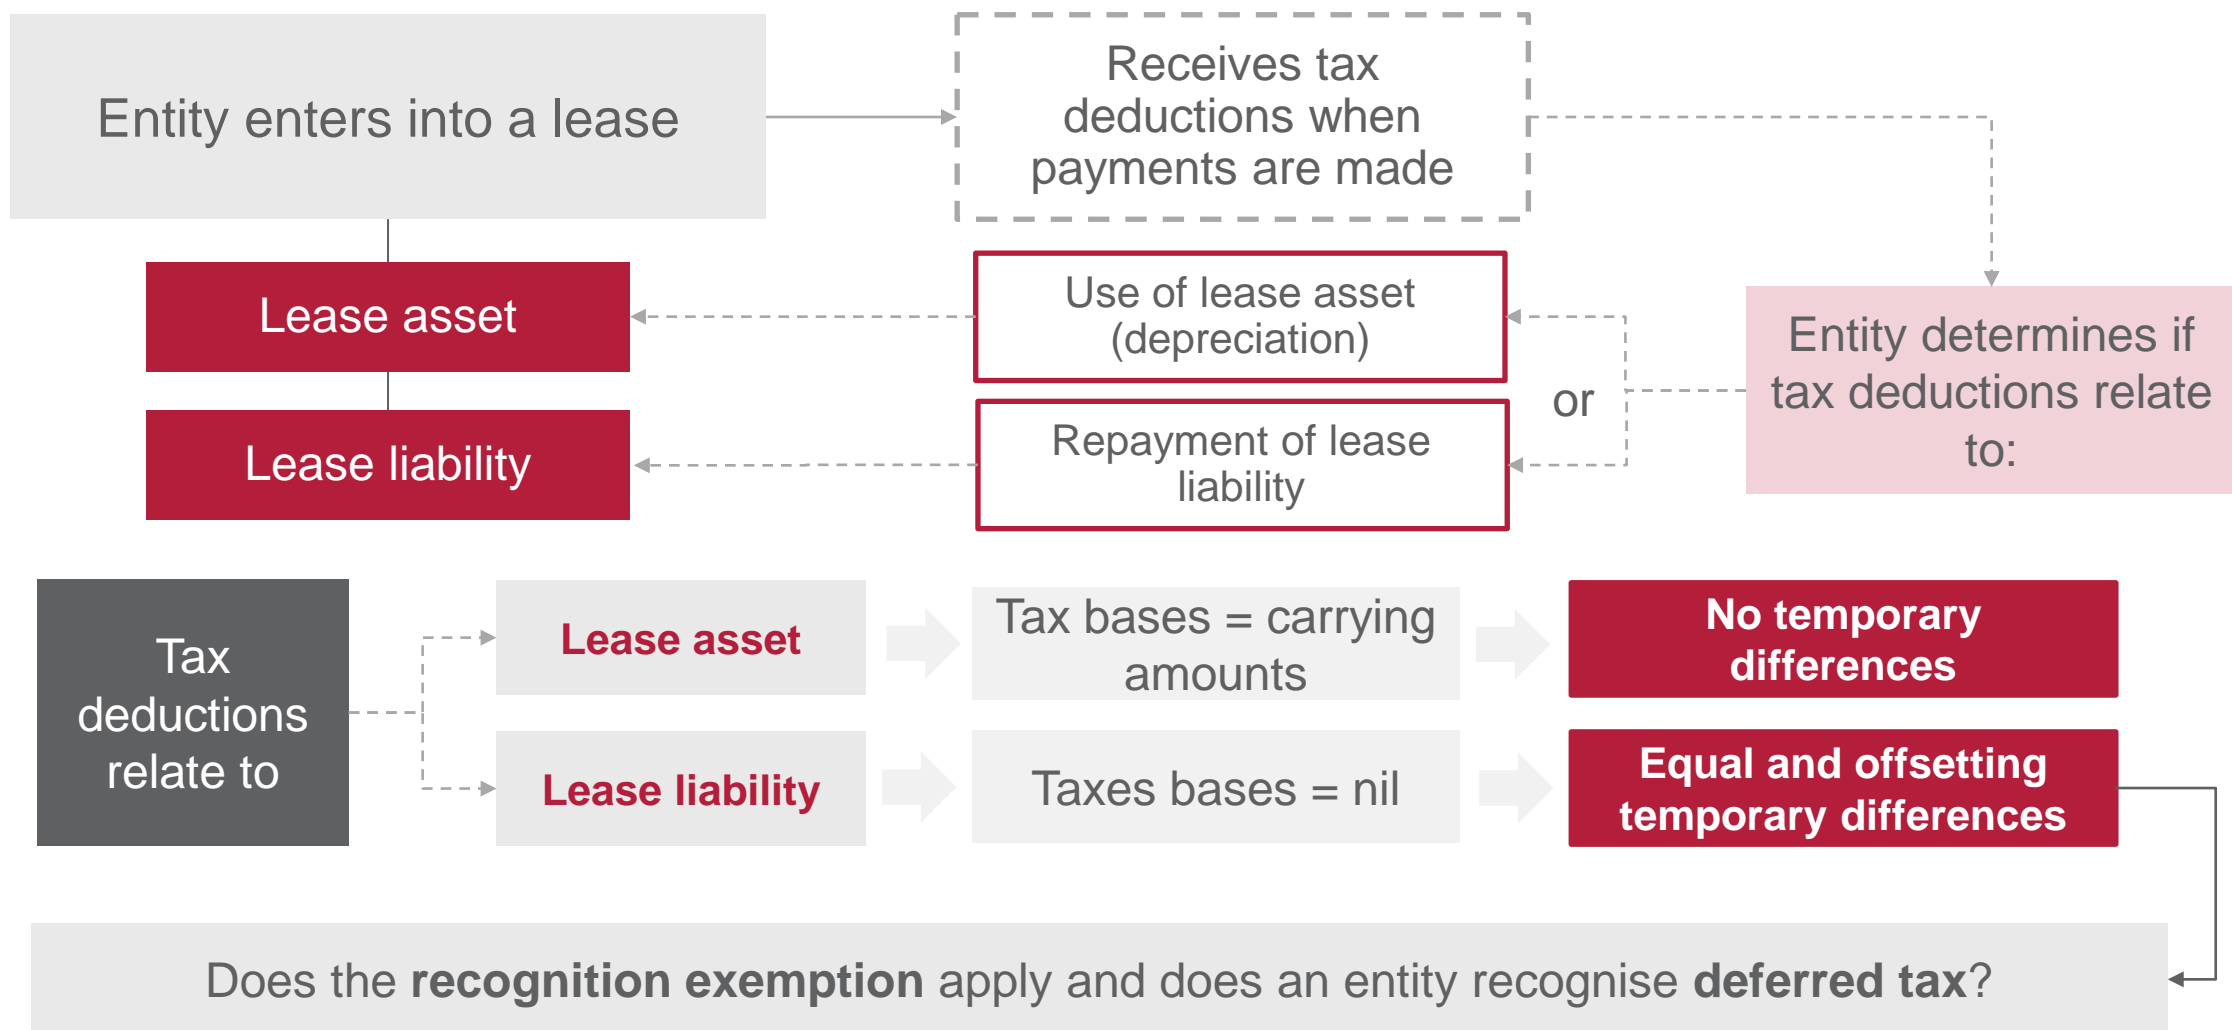 Entity enters into a lease
Receives tax
deductions when
payments are made
Lease asset
Use of lease asset
(depreciation)
Entity determines if
tax deductions relate
to:
or
Lease liability
Repayment of lease
liability
Tax
deductions
relate to
Lease asset
Tax bases = carrying
amounts
No temporary
differences
Lease liability
Taxes bases = nil
Equal and offsetting
temporary differences
Does the recognition exemption apply and does an entity recognise deferred tax?